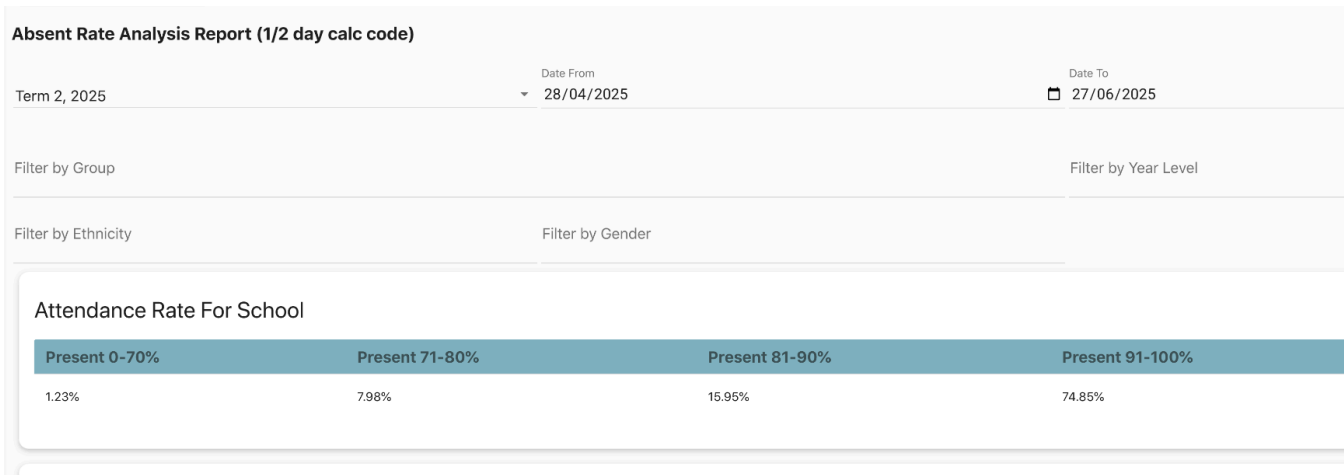 Absent Rate Analysis Report (1/2 day calc code)
Date From Date To
Term 2, 2025 28/04/2025 27/06/2025
Filter by Group Filter by Year Level
Filter by Ethnicity Filter by Gender
Attendance Rate For School
Present 0-70% Present 71-80% Present 81-90% Present 91-100%
1.23% 7.98% 15.95% 74.85%